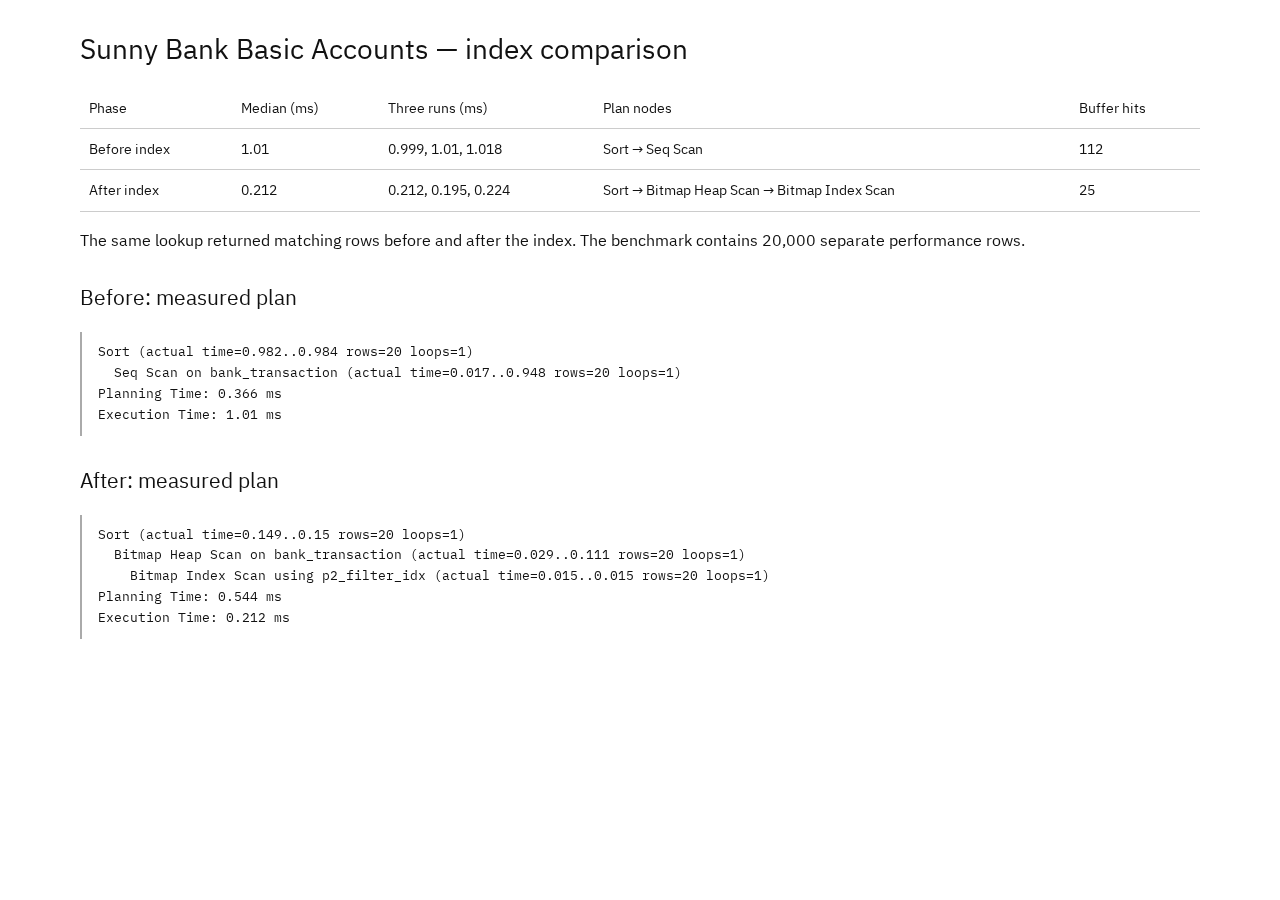 Sunny Bank Basic Accounts — index comparison
Phase Median (ms) Three runs (ms) Plan nodes Buffer hits
Before index 1.01 0.999, 1.01, 1.018 Sort → Seq Scan 112
After index 0.212 0.212, 0.195, 0.224 Sort → Bitmap Heap Scan → Bitmap Index Scan 25
The same lookup returned matching rows before and after the index. The benchmark contains 20,000 separate performance rows.
Before: measured plan
Sort (actual time=0.982..0.984 rows=20 loops=1)
  Seq Scan on bank_transaction (actual time=0.017..0.948 rows=20 loops=1)
Planning Time: 0.366 ms
Execution Time: 1.01 ms
After: measured plan
Sort (actual time=0.149..0.15 rows=20 loops=1)
  Bitmap Heap Scan on bank_transaction (actual time=0.029..0.111 rows=20 loops=1)
    Bitmap Index Scan using p2_filter_idx (actual time=0.015..0.015 rows=20 loops=1)
Planning Time: 0.544 ms
Execution Time: 0.212 ms